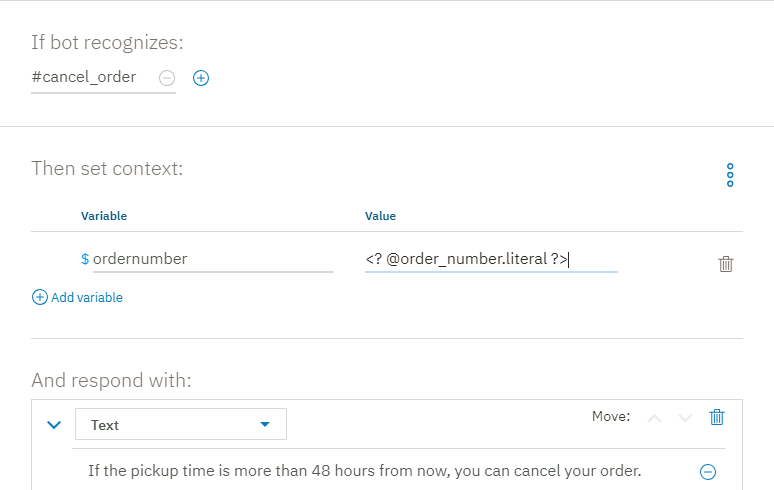 If bot recognizes:
#cancel_order
Then set context:
Variable Value
$ ordernumber <? @order_number.literal ?>
Add variable
And respond with:
Text Move:
If the pickup time is more than 48 hours from now, you can cancel your order.